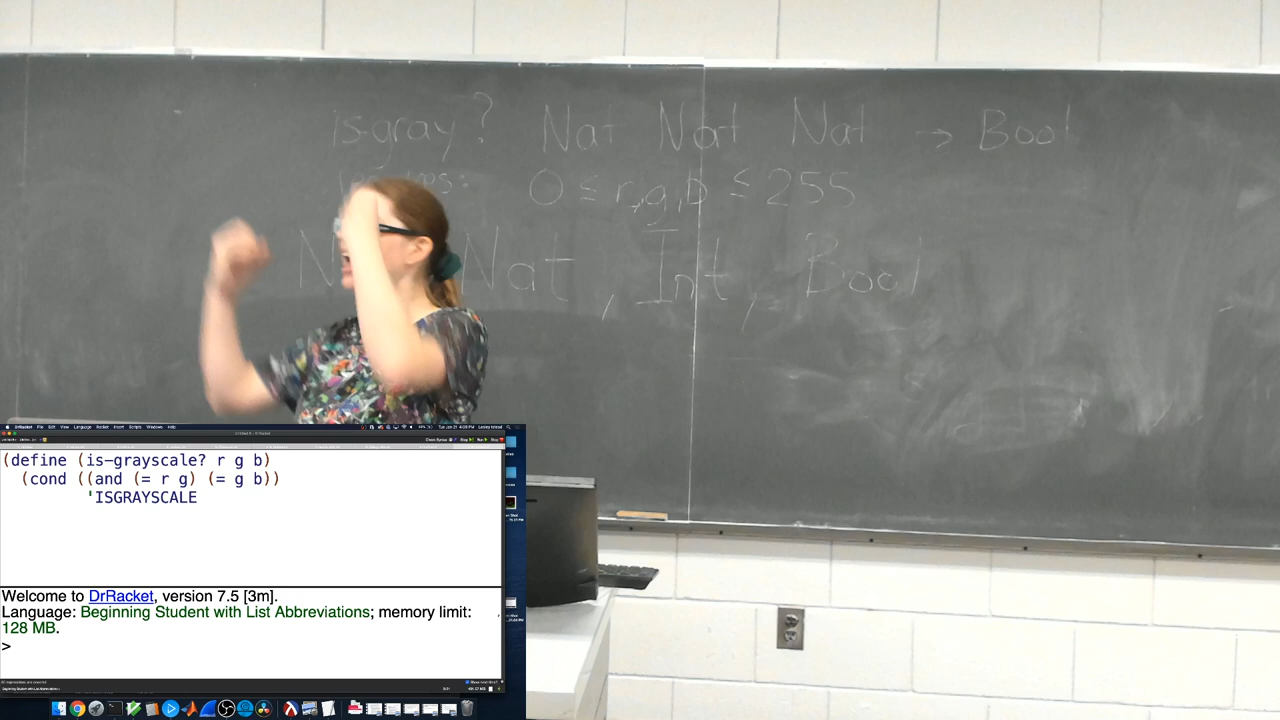 is-gray? Nat Nat Nat → Bool
0 ≤ r,g,b ≤ 255
Nat, Int, Bool
(define (is-grayscale? r g b)
(cond ((and (= r g) (= g b))
'ISGRAYSCALE
Welcome to DrRacket, version 7.5 [3m].
Language: Beginning Student with List Abbreviations; memory limit:
128 MB.
>